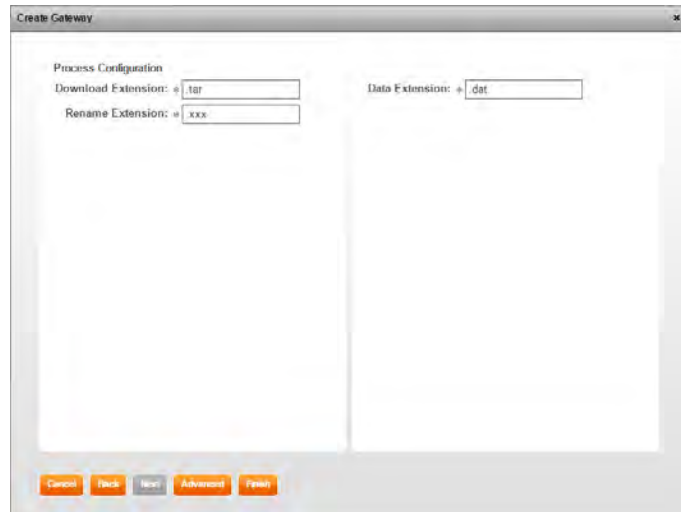 Create Gateway x
Process Configuration
Download Extension: * .tar
Data Extension: * .dat
Rename Extension: * .xxx
Cancel Back Next Advanced Finish